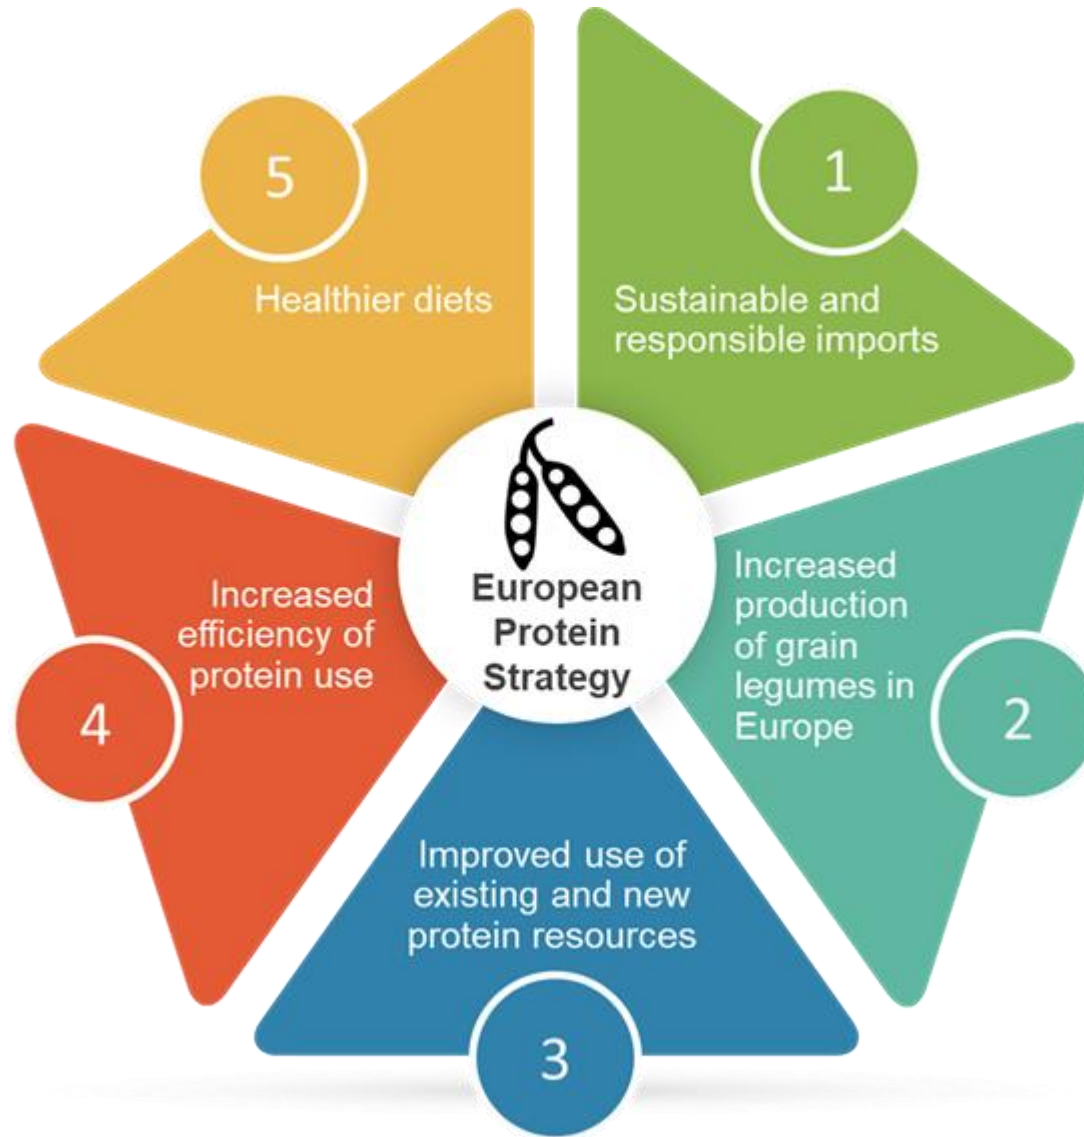 European
Protein
Strategy
1
Sustainable and
responsible imports
2
Increased
production
of grain
legumes in
Europe
3
Improved use of
existing and new
protein resources
4
Increased
efficiency of
protein use
5
Healthier diets